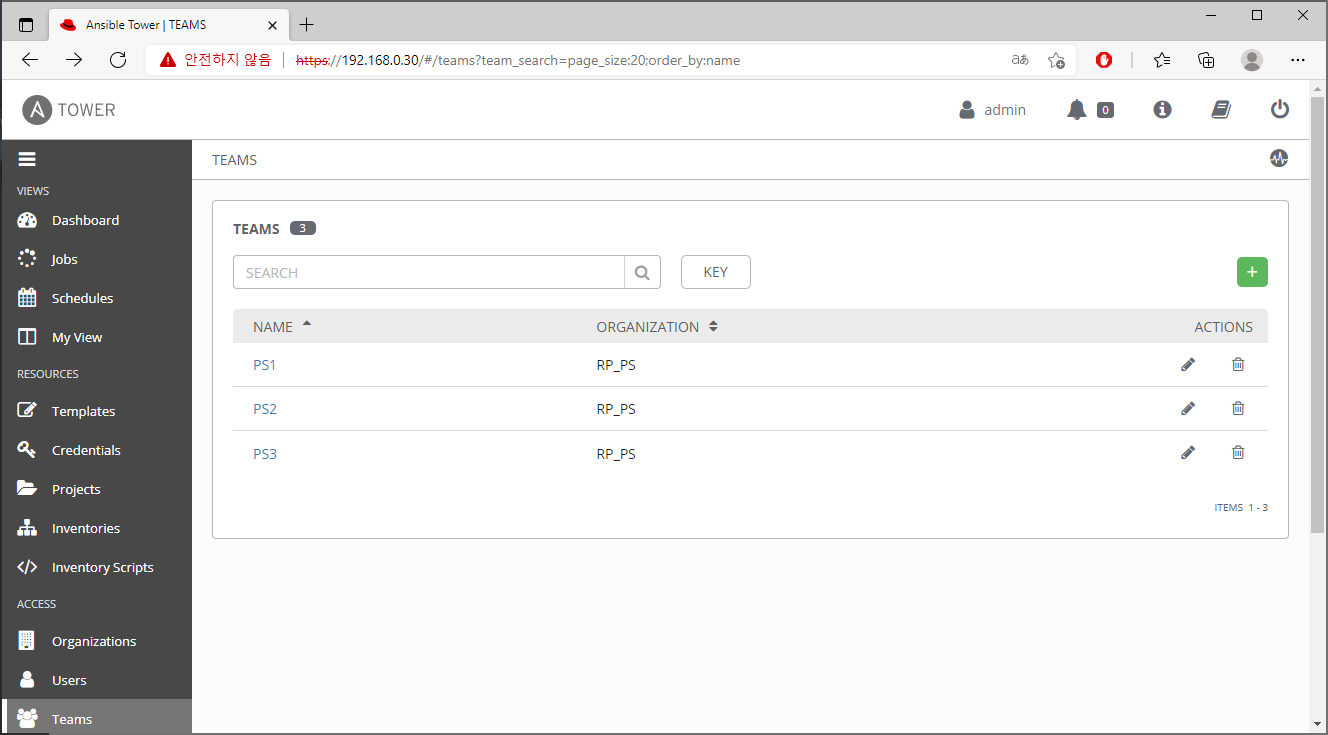 Ansible Tower | TEAMS
안전하지 않음 https://192.168.0.30/#/teams?team_search=page_size:20;order_by:name あぁ
TOWER admin 0
TEAMS
VIEWS
Dashboard
Jobs
Schedules
My View
RESOURCES
Templates
Credentials
Projects
Inventories
Inventory Scripts
ACCESS
Organizations
Users
Teams
TEAMS 3
SEARCH KEY +
NAME ORGANIZATION ACTIONS
PS1 RP_PS
PS2 RP_PS
PS3 RP_PS
ITEMS 1 - 3